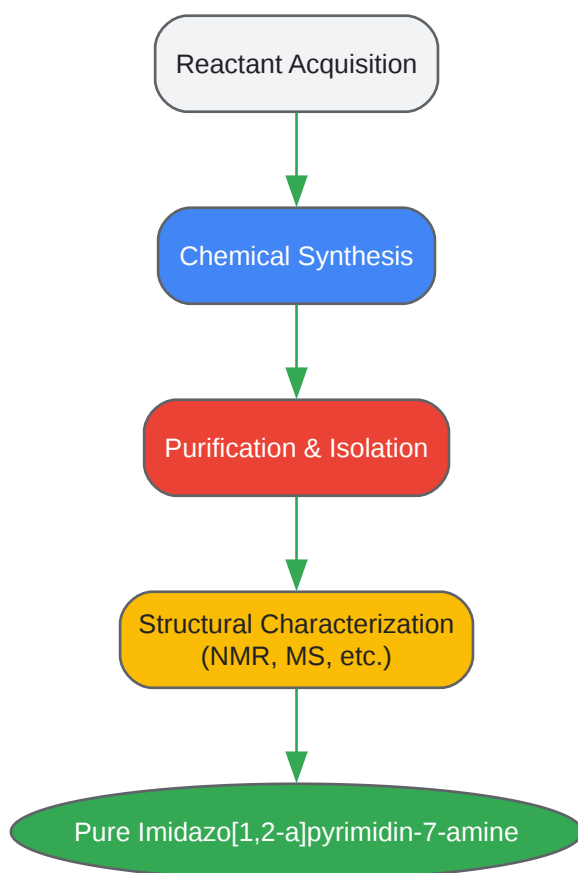 Reactant Acquisition
Chemical Synthesis
Purification & Isolation
Structural Characterization
(NMR, MS, etc.)
Pure Imidazo[1,2-a]pyrimidin-7-amine